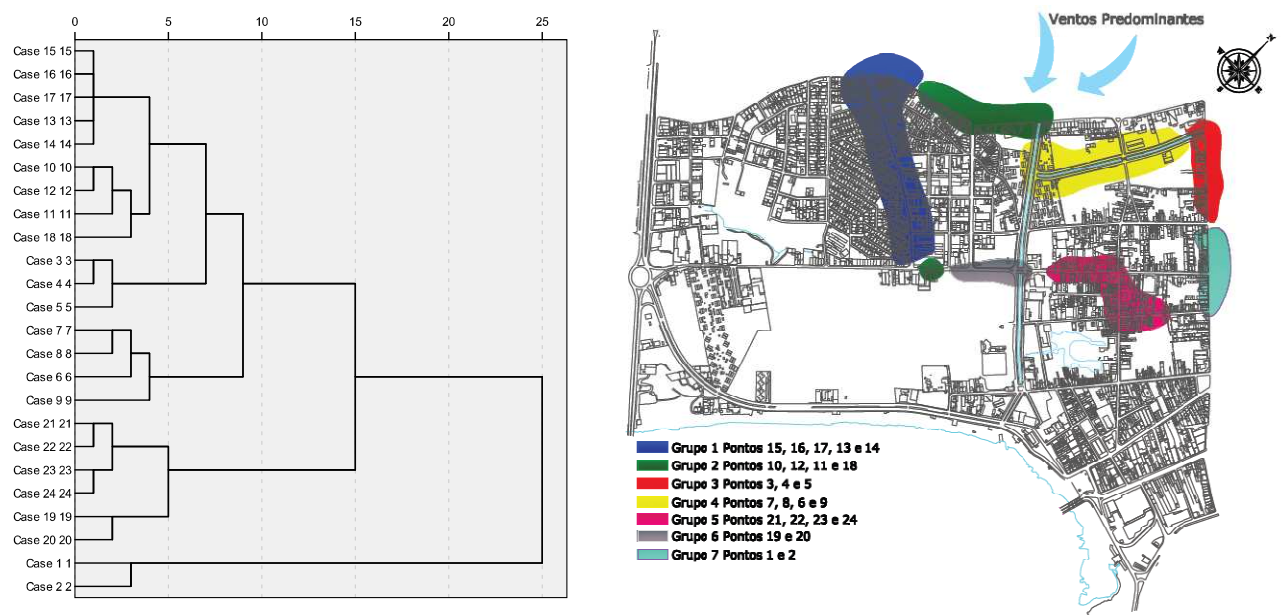 0 5 10 15 20 25
Case 15 15
Case 16 16
Case 17 17
Case 13 13
Case 14 14
Case 10 10
Case 12 12
Case 11 11
Case 18 18
Case 3 3
Case 4 4
Case 5 5
Case 7 7
Case 8 8
Case 6 6
Case 9 9
Case 21 21
Case 22 22
Case 23 23
Case 24 24
Case 19 19
Case 20 20
Case 1 1
Case 2 2
Ventos Predominantes
Grupo 1 Pontos 15, 16, 17, 13 e 14
Grupo 2 Pontos 10, 12, 11 e 18
Grupo 3 Pontos 3, 4 e 5
Grupo 4 Pontos 7, 8, 6 e 9
Grupo 5 Pontos 21, 22, 23 e 24
Grupo 6 Pontos 19 e 20
Grupo 7 Pontos 1 e 2